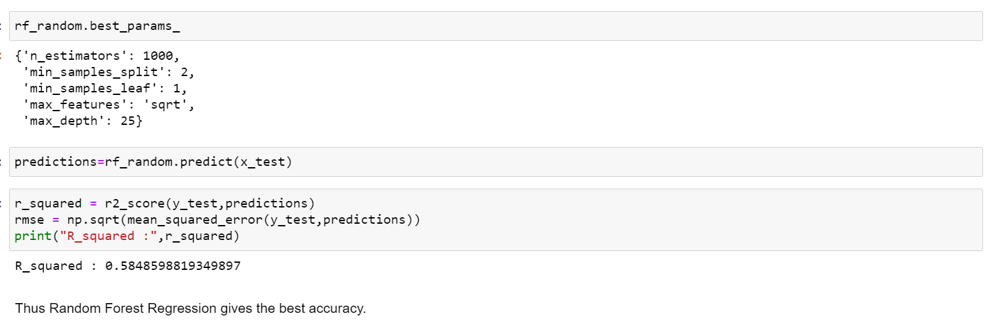 rf_random.best_params_
{'n_estimators': 1000,
 'min_samples_split': 2,
 'min_samples_leaf': 1,
 'max_features': 'sqrt',
 'max_depth': 25}
predictions=rf_random.predict(x_test)
r_squared = r2_score(y_test,predictions)
rmse = np.sqrt(mean_squared_error(y_test,predictions))
print("R_squared :",r_squared)
R_squared : 0.5848598819349897
Thus Random Forest Regression gives the best accuracy.